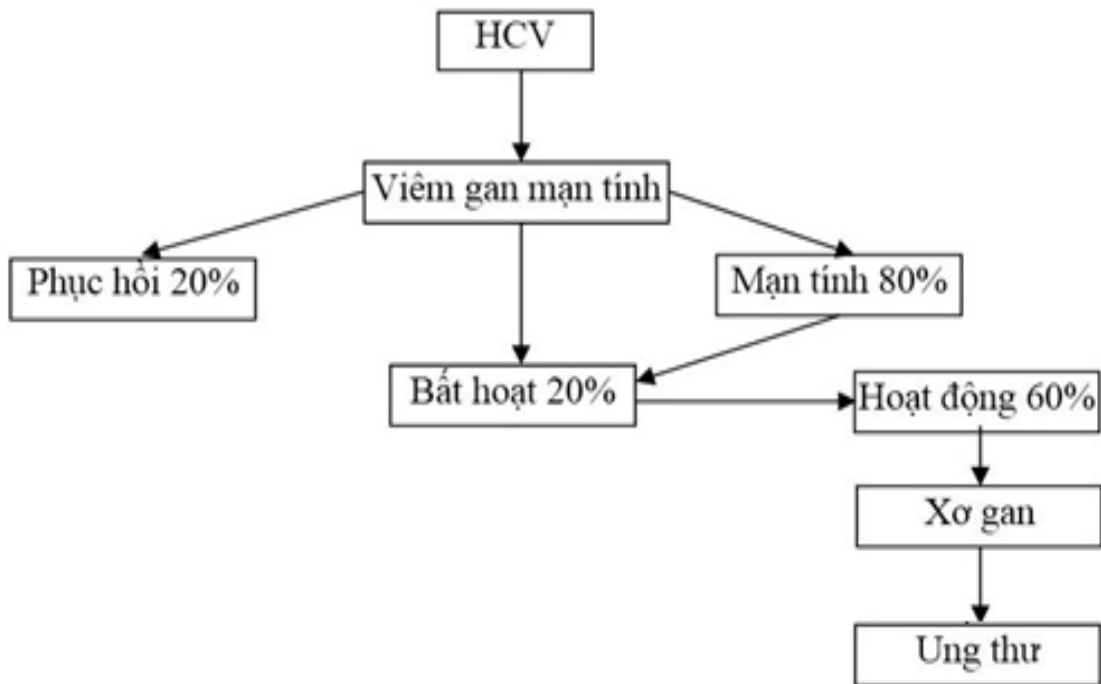 HCV
Viêm gan mạn tính
Phục hồi 20%
Mạn tính 80%
Bất hoạt 20%
Hoạt động 60%
Xơ gan
Ung thư